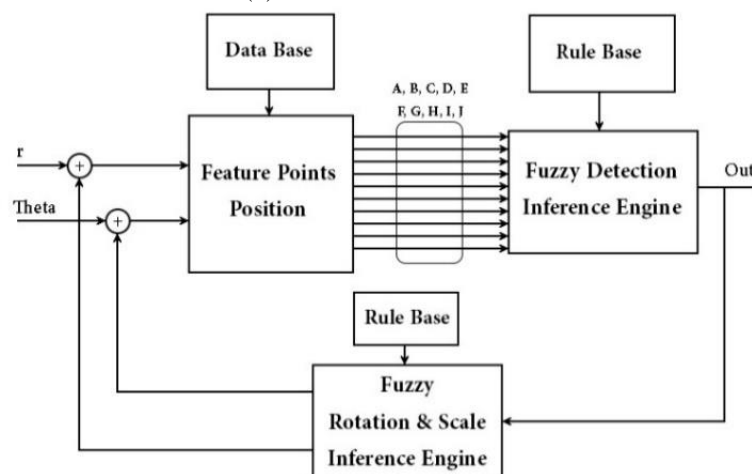 Data Base
Rule Base
A, B, C, D, E
F, G, H, I, J
r
+
Feature Points
Position
Fuzzy Detection
Inference Engine
Out
Theta
+
Rule Base
Fuzzy
Rotation & Scale
Inference Engine